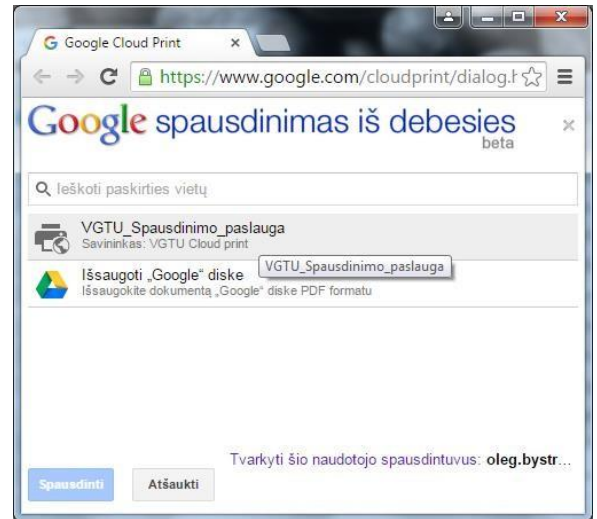 Google Cloud Print
https://www.google.com/cloudprint/dialog.h
Google spausdinimas iš debesies
beta
Ieškoti paskirties vietų
VGTU_Spausdinimo_paslauga
Savininkas: VGTU Cloud print
VGTU_Spausdinimo_paslauga
Išsaugoti „Google“ diske
Išsaugokite dokumentą „Google“ diske PDF formatu
Tvarkyti šio naudotojo spausdintuvus: oleg.bystr...
Spausdinti Atšaukti